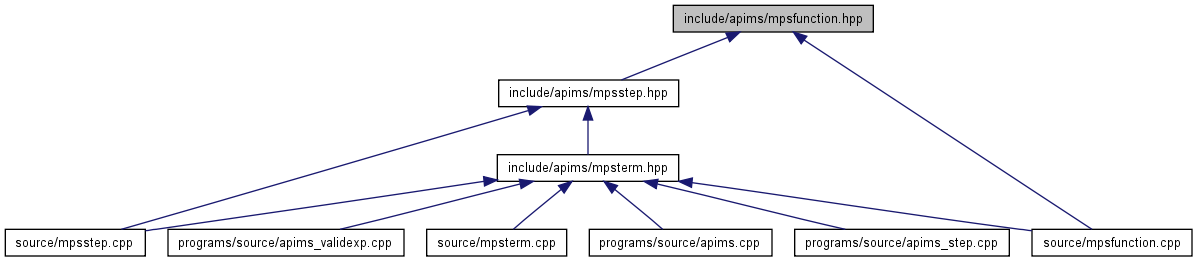 include/apims/mpsfunction.hpp
include/apims/mpsstep.hpp
include/apims/mpsterm.hpp
source/mpsstep.cpp
programs/source/apims_validexp.cpp
source/mpsterm.cpp
programs/source/apims.cpp
programs/source/apims_step.cpp
source/mpsfunction.cpp